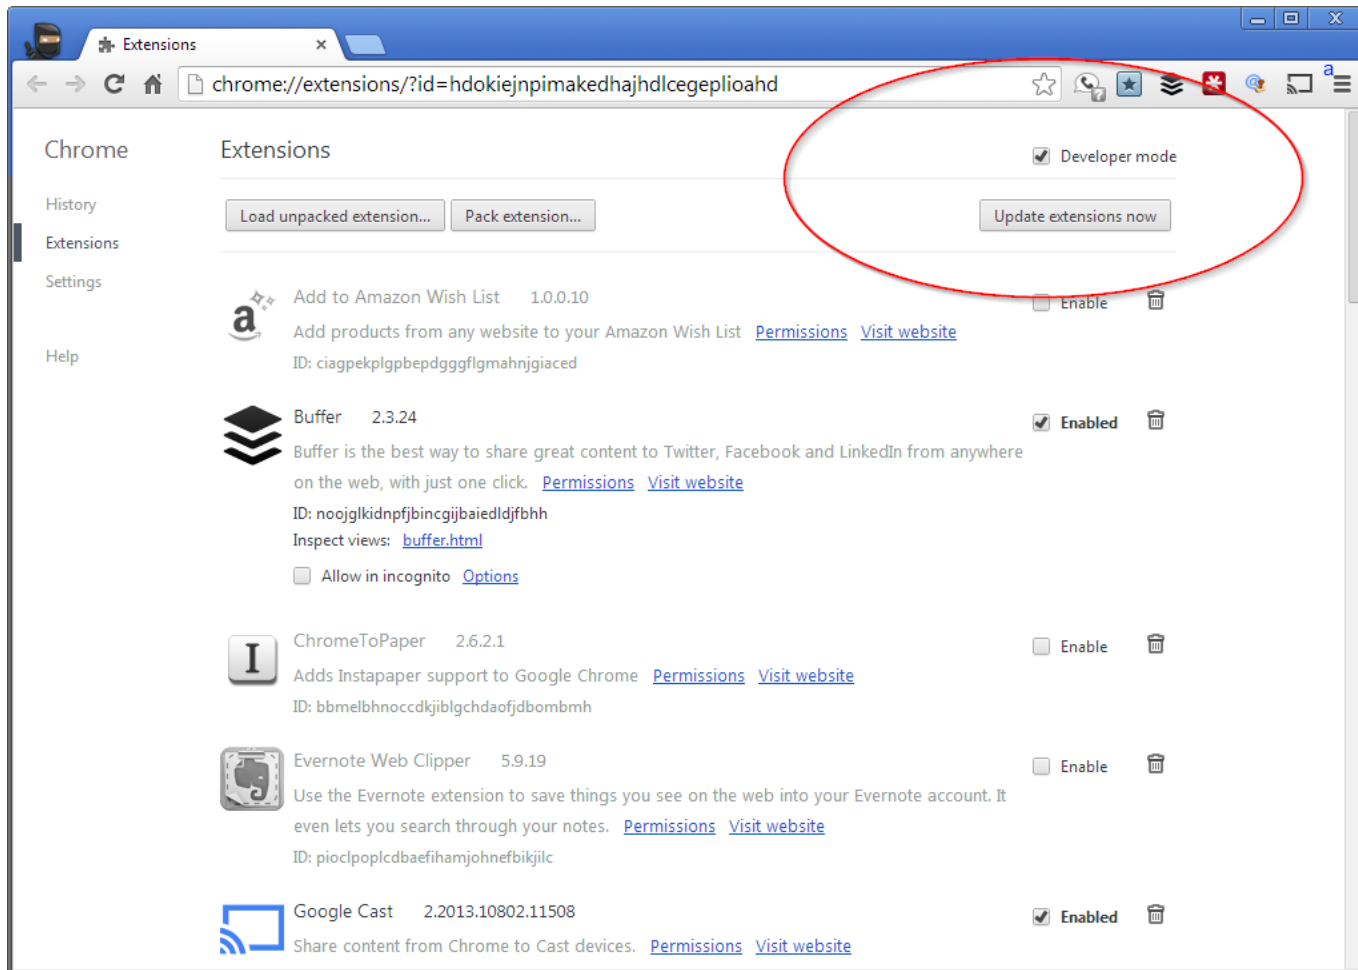 Extensions
chrome://extensions/?id=hdokiejnpimakedhajhdlcegeplioahd
a
Chrome
Extensions
Developer mode
History
Load unpacked extension...
Pack extension...
Update extensions now
Extensions
Settings
Help
Add to Amazon Wish List 1.0.0.10
Enable
Add products from any website to your Amazon Wish List Permissions Visit website
ID: ciagpekplgpbepdgggflgmahnjgiaced
Buffer 2.3.24
Enabled
Buffer is the best way to share great content to Twitter, Facebook and LinkedIn from anywhere
on the web, with just one click. Permissions Visit website
ID: noojglkidnpfjbincgijbaiedldjfbhh
Inspect views: buffer.html
Allow in incognito Options
I
ChromeToPaper 2.6.2.1
Enable
Adds Instapaper support to Google Chrome Permissions Visit website
ID: bbmelbhnoccdkjiblgchdaofjdbombmh
Evernote Web Clipper 5.9.19
Enable
Use the Evernote extension to save things you see on the web into your Evernote account. It
even lets you search through your notes. Permissions Visit website
ID: pioclpoplcdbaefihamjohnefbikjilc
Google Cast 2.2013.10802.11508
Enabled
Share content from Chrome to Cast devices. Permissions Visit website